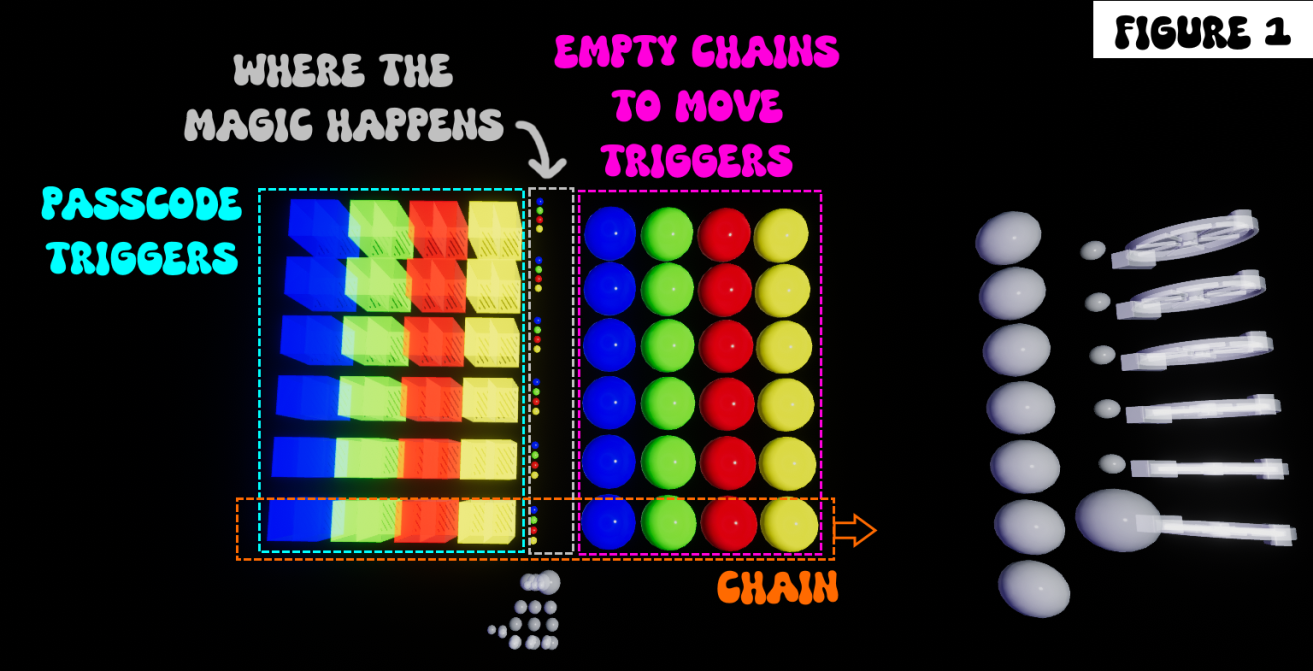 FIGURE 1
WHERE THE
MAGIC HAPPENS
EMPTY CHAINS
TO MOVE
TRIGGERS
PASSCODE
TRIGGERS
CHAIN